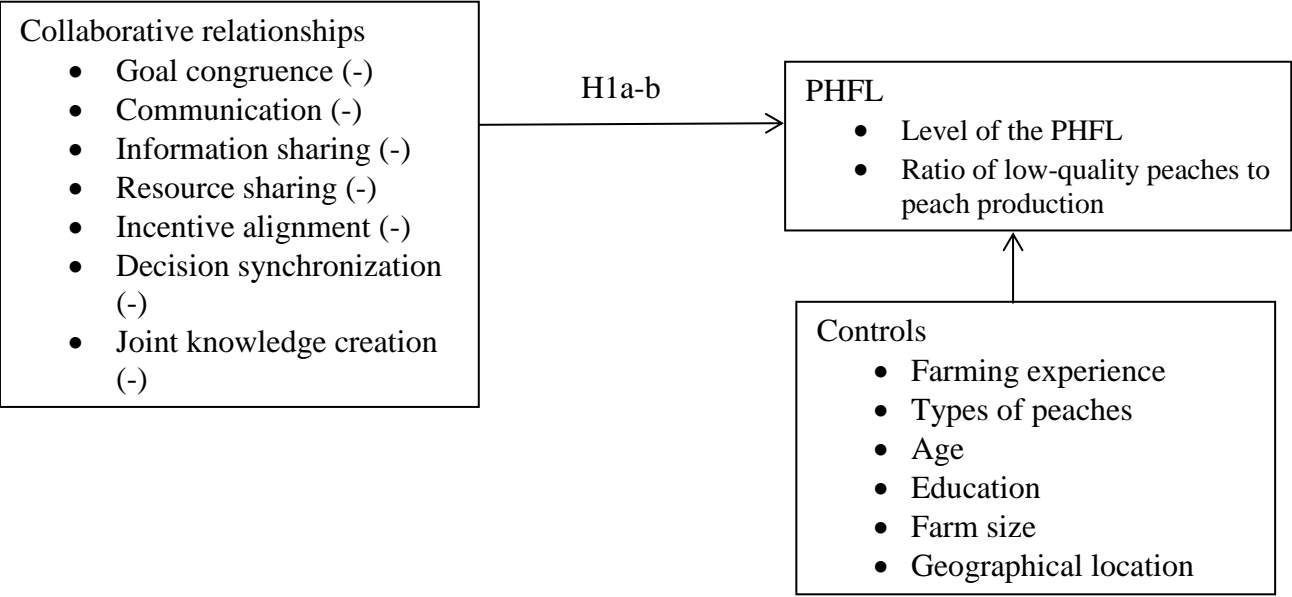 Collaborative relationships
• Goal congruence (-)
• Communication (-)
• Information sharing (-)
• Resource sharing (-)
• Incentive alignment (-)
• Decision synchronization
(-)
• Joint knowledge creation
(-)
H1a-b
PHFL
• Level of the PHFL
• Ratio of low-quality peaches to
peach production
Controls
• Farming experience
• Types of peaches
• Age
• Education
• Farm size
• Geographical location